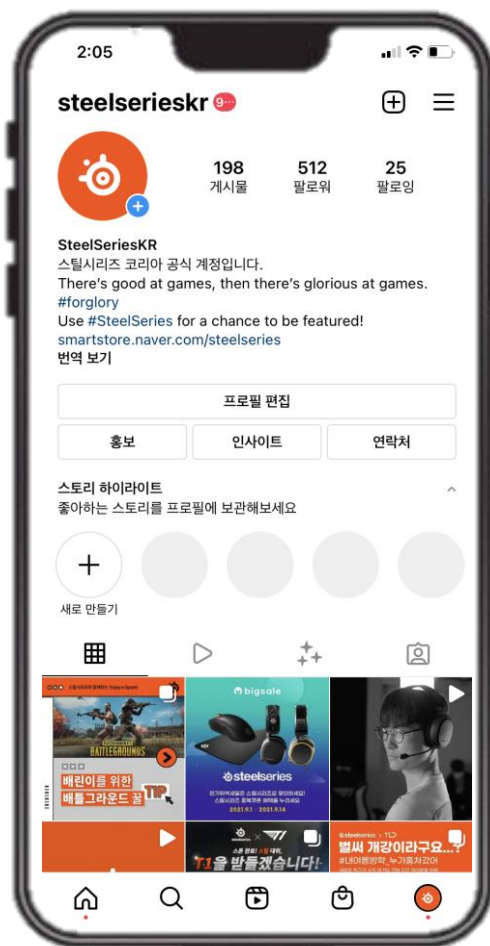 2:05
steelserieskr 9...
198 512 25
게시물 팔로워 팔로잉
SteelSeriesKR
스틸시리즈 코리아 공식 계정입니다.
There's good at games, then there's glorious at games.
#forglory
Use #SteelSeries for a chance to be featured!
smartstore.naver.com/steelseries
번역 보기
프로필 편집
홍보 인사이트 연락처
스토리 하이라이트
좋아하는 스토리를 프로필에 보관해보세요
새로 만들기
BATTLEGROUNDS
배린이를 위한
배틀그라운드 꿀 TIP
bigsale
steelseries
2021.9.1 - 2021.9.14
T1을 받들겠습니다!
steelseries × 11구
벌써 개강이라구요...?
#내여름방학_누가훔쳐갔어